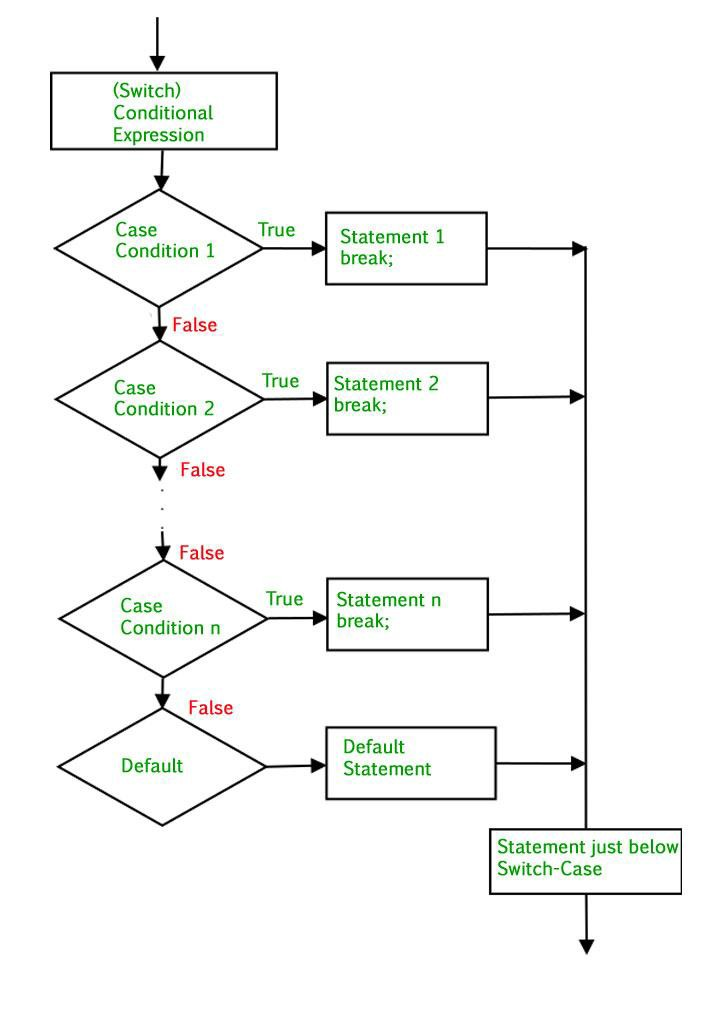 (Switch)
Conditional
Expression
Case
Condition 1
True
Statement 1
break;
False
Case
Condition 2
True
Statement 2
break;
False
False
Case
Condition n
True
Statement n
break;
False
Default
Default
Statement
Statement just below
Switch-Case